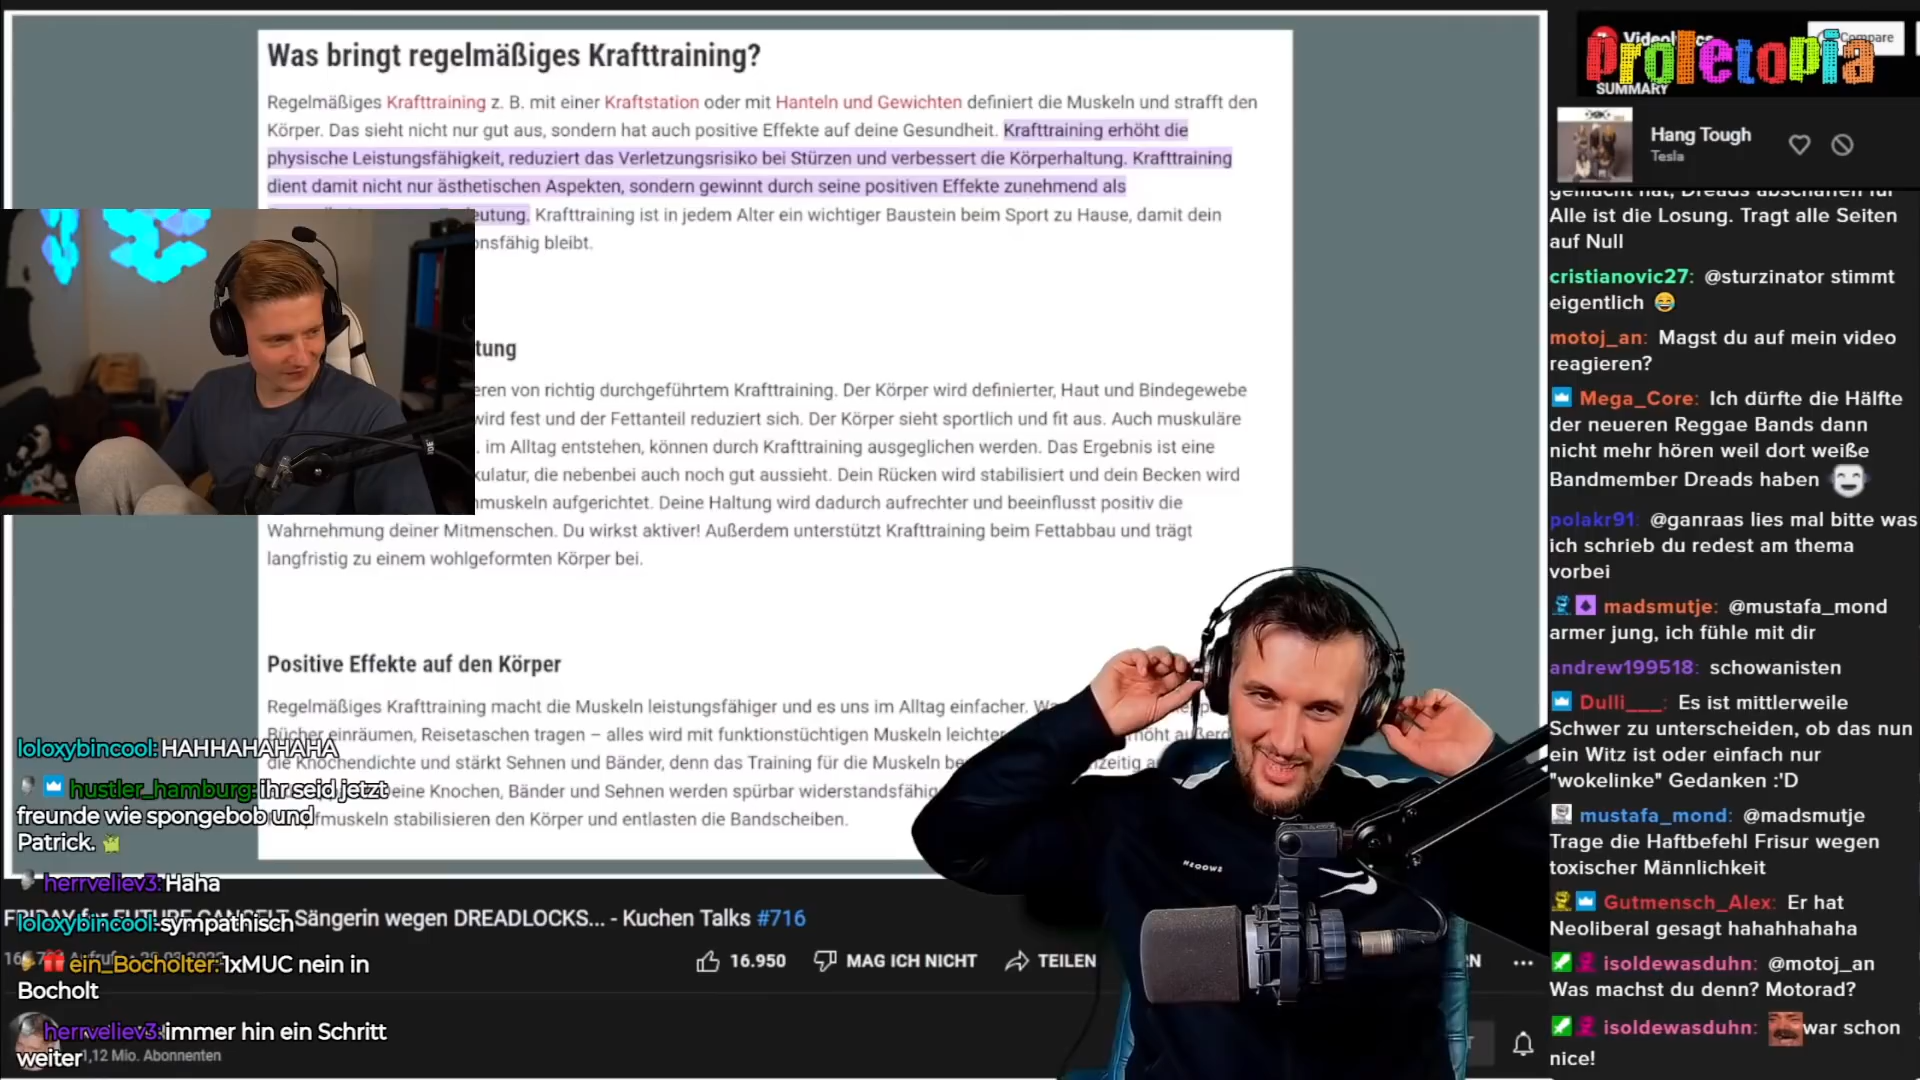 Was bringt regelmäßiges Krafttraining?
Regelmäßiges Krafttraining z. B. mit einer Kraftstation oder mit Hanteln und Gewichten definiert die Muskeln und strafft den
Körper. Das sieht nicht nur gut aus, sondern hat auch positive Effekte auf deine Gesundheit. Krafttraining erhöht die
physische Leistungsfähigkeit, reduziert das Verletzungsrisiko bei Stürzen und verbessert die Körperhaltung. Krafttraining
dient damit nicht nur ästhetischen Aspekten, sondern gewinnt durch seine positiven Effekte zunehmend als
eutung. Krafttraining ist in jedem Alter ein wichtiger Baustein beim Sport zu Hause, damit dein
onsfähig bleibt.
tung
eren von richtig durchgeführtem Krafttraining. Der Körper wird definierter, Haut und Bindegewebe
wird fest und der Fettanteil reduziert sich. Der Körper sieht sportlich und fit aus. Auch muskuläre
. im Alltag entstehen, können durch Krafttraining ausgeglichen werden. Das Ergebnis ist eine
kulatur, die nebenbei auch noch gut aussieht. Dein Rücken wird stabilisiert und dein Becken wird
nmuskeln aufgerichtet. Deine Haltung wird dadurch aufrechter und beeinflusst positiv die
Wahrnehmung deiner Mitmenschen. Du wirkst aktiver! Außerdem unterstützt Krafttraining beim Fettabbau und trägt
langfristig zu einem wohlgeformten Körper bei.
Positive Effekte auf den Körper
Regelmäßiges Krafttraining macht die Muskeln leistungsfähiger und es uns im Alltag einfacher.
Bücher einräumen, Reisetaschen tragen – alles wird mit funktionstüchtigen Muskeln leichter
die Knochendichte und stärkt Sehnen und Bänder, denn das Training für die Muskeln
eine Knochen, Bänder und Sehnen werden spürbar widerstandsfähig
fmuskeln stabilisieren den Körper und entlasten die Bandscheiben.
loloxybincool: HAHHAHAHAHA
hustler_hamburg: ihr seid jetzt
freunde wie spongebob und
Patrick.
herrveliev3: Haha
loloxybincool: sympathisch
ein_Bocholter: 1xMUC nein in
Bocholt
herrveliev3: immer hin ein Schritt
weiter
Sängerin wegen DREADLOCKS... - Kuchen Talks #716
16.950 MAG ICH NICHT TEILEN
1,12 Mio. Abonnenten
HEOOWS
Proletopia
Compare
SUMMARY
Hang Tough
Tesla
gemacht hat, Dreads abschaffen für
Alle ist die Losung. Tragt alle Seiten
auf Null
cristianovic27: @sturzinator stimmt
eigentlich 😂
motoj_an: Magst du auf mein video
reagieren?
Mega_Core: Ich dürfte die Hälfte
der neueren Reggae Bands dann
nicht mehr hören weil dort weiße
Bandmember Dreads haben
polakr91: @ganraas lies mal bitte was
ich schrieb du redest am thema
vorbei
madsmutje: @mustafa_mond
armer jung, ich fühle mit dir
andrew199518: schowanisten
Dulli___: Es ist mittlerweile
Schwer zu unterscheiden, ob das nun
ein Witz ist oder einfach nur
"wokelinke" Gedanken :'D
mustafa_mond: @madsmutje
Trage die Haftbefehl Frisur wegen
toxischer Männlichkeit
Gutmensch_Alex: Er hat
Neoliberal gesagt hahahhahaha
isoldewasduhn: @motoj_an
Was machst du denn? Motorad?
isoldewasduhn: war schon
nice!